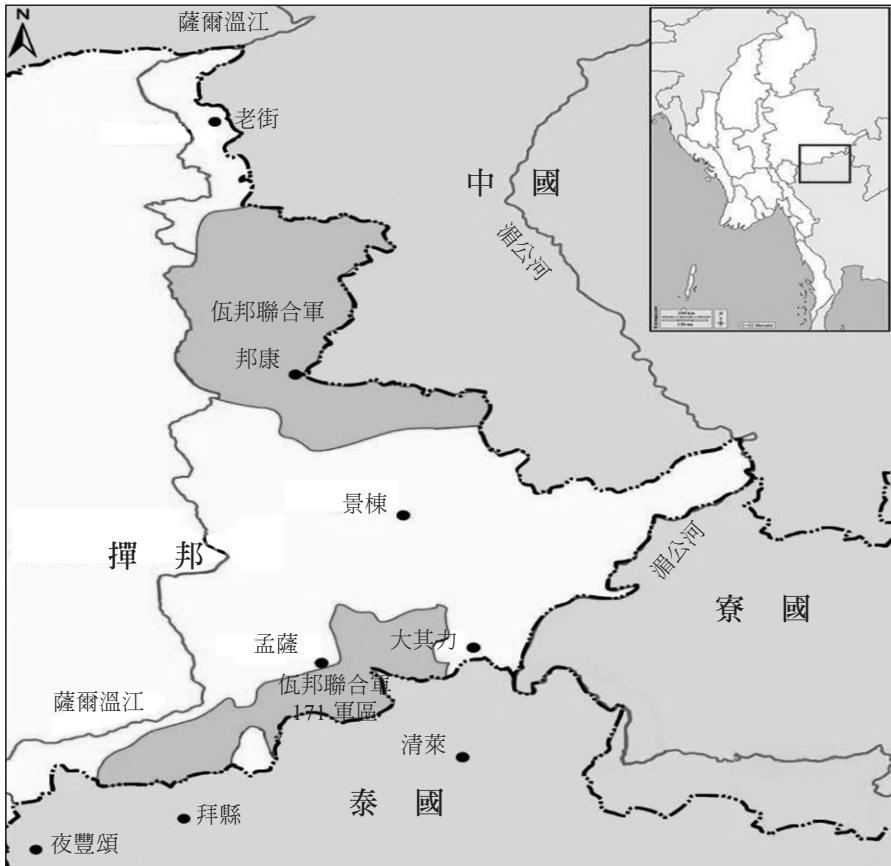 薩爾溫江
老街
中國
湄公河
佤邦聯合軍
邦康
景棟
撣邦
湄公河
寮國
孟薩
大其力
佤邦聯合軍
171 軍區
薩爾溫江
清萊
泰國
拜縣
夜豐頌